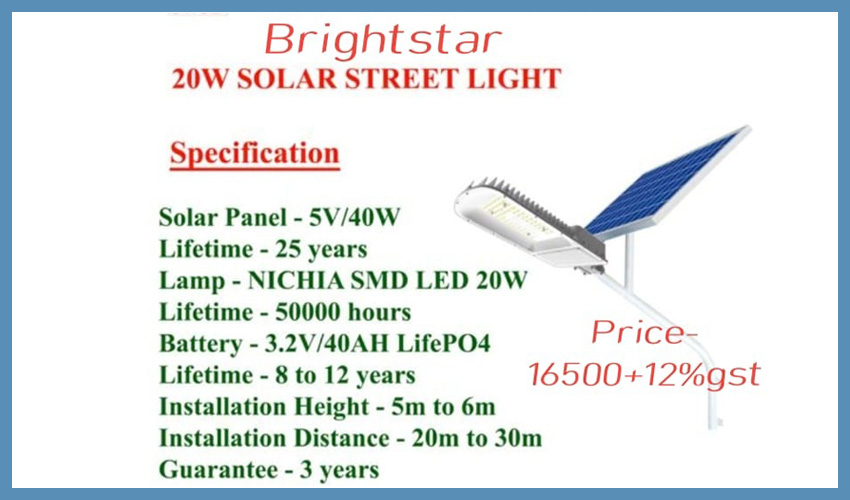 Brightstar
20W SOLAR STREET LIGHT
Specification
Solar Panel - 5V/40W
Lifetime - 25 years
Lamp - NICHIA SMD LED 20W
Lifetime - 50000 hours
Battery - 3.2V/40AH LifePO4
Lifetime - 8 to 12 years
Installation Height - 5m to 6m
Installation Distance - 20m to 30m
Guarantee - 3 years
Price-
16500+12%gst